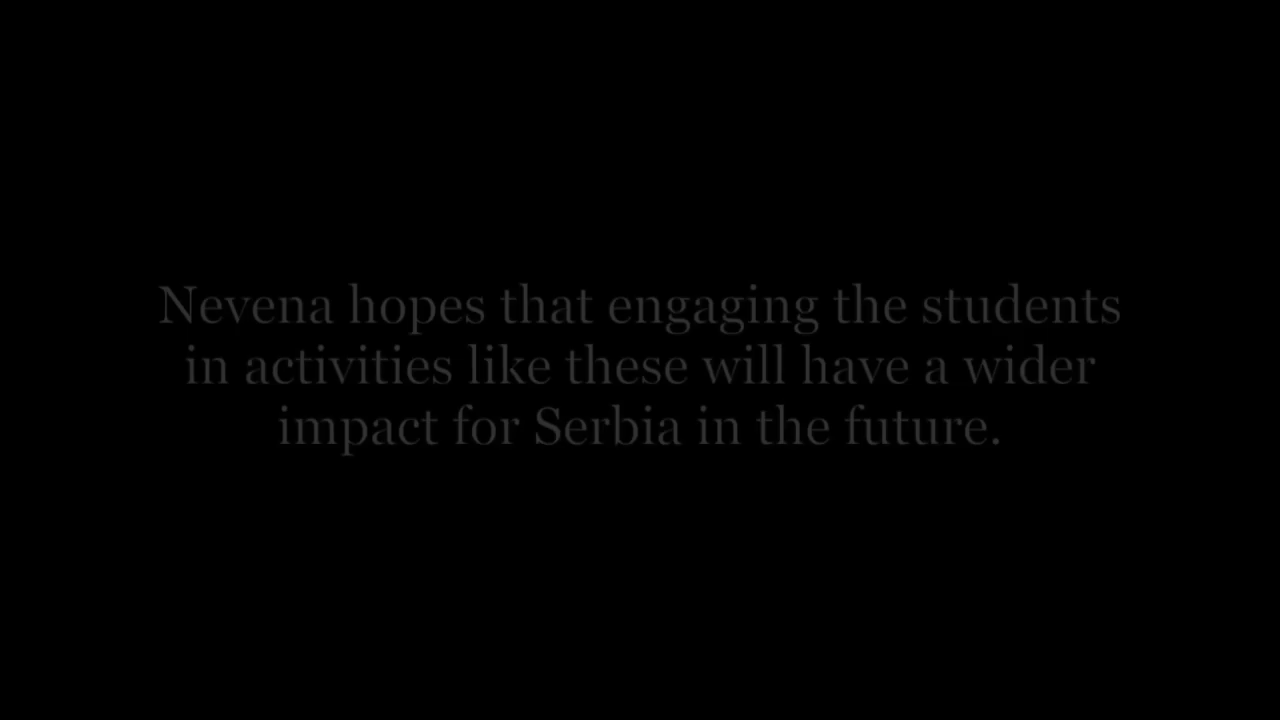 Nevena hopes that engaging the students
in activities like these will have a wider
impact for Serbia in the future.